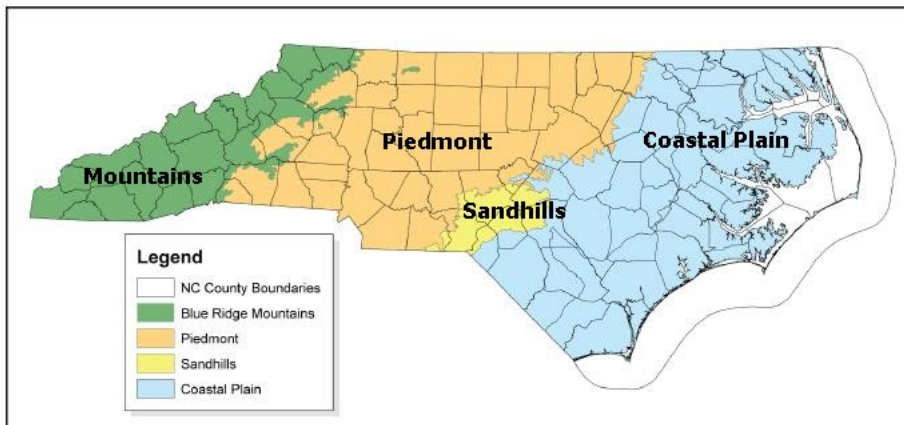 Piedmont
Coastal Plain
Mountains
Sandhills
Legend
NC County Boundaries
Blue Ridge Mountains
Piedmont
Sandhills
Coastal Plain